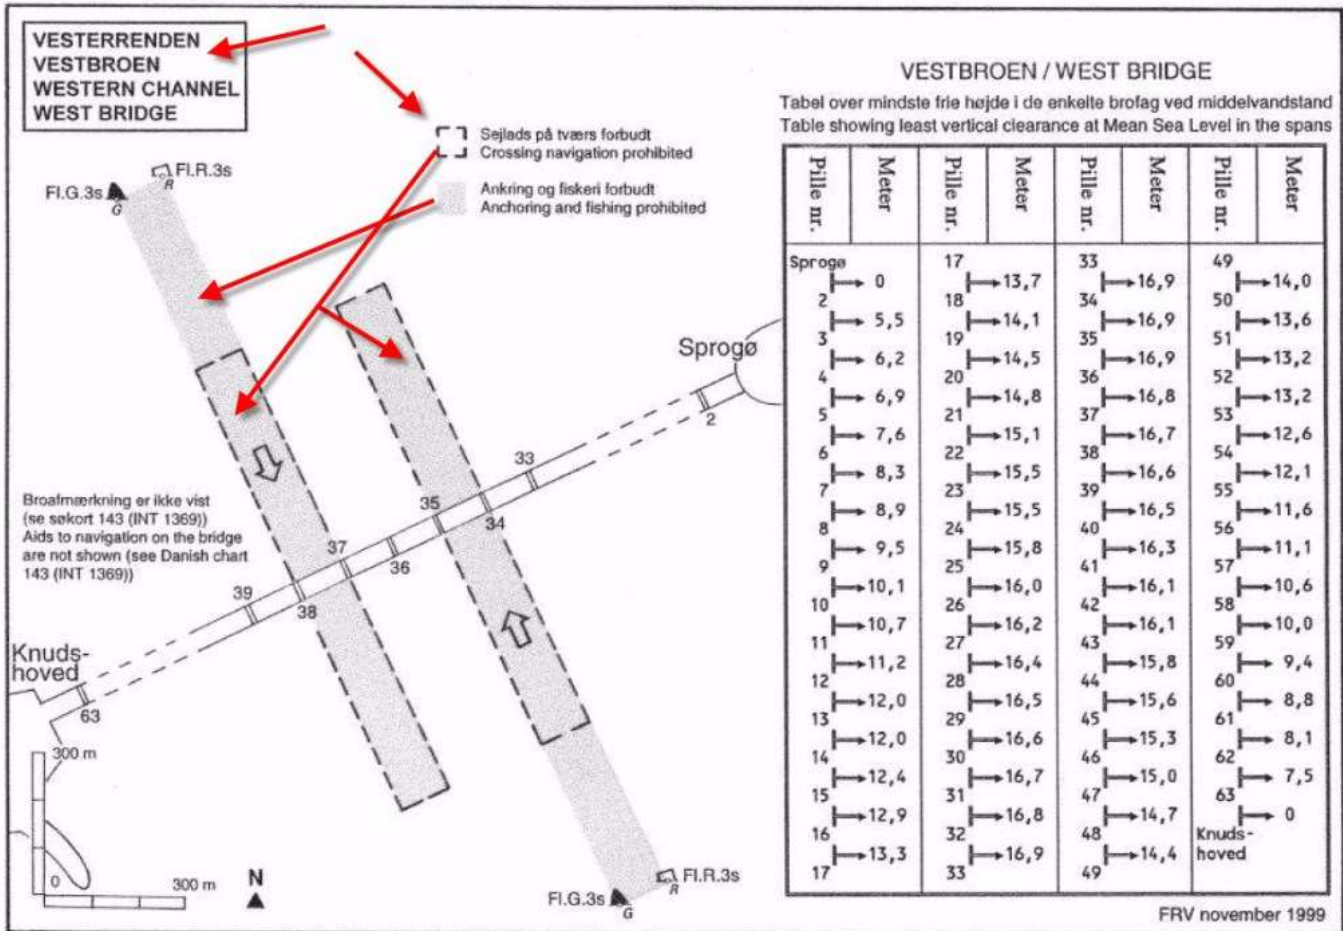 VESTERRENDEN
VESTBROEN
WESTERN CHANNEL
WEST BRIDGE
Sejlads på tværs forbudt
Crossing navigation prohibited
Ankring og fiskeri forbudt
Anchoring and fishing prohibited
Fl.R.3s
R
Fl.G.3s
G
Sprogø
2
33
34
35
36
37
38
39
Broafmærkning er ikke vist
(se søkort 143 (INT 1369))
Aids to navigation on the bridge
are not shown (see Danish chart
143 (INT 1369))
Knuds-
hoved
63
300 m
0
300 m
N
Fl.R.3s
R
Fl.G.3s
G
VESTBROEN / WEST BRIDGE
Tabel over mindste frie højde i de enkelte brofag ved middelvandstand
Table showing least vertical clearance at Mean Sea Level in the spans
Pille nr. Meter Pille nr. Meter Pille nr. Meter Pille nr. Meter
Sprogø 17 33 49
0 13,7 16,9 14,0
2 18 34 50
5,5 14,1 16,9 13,6
3 19 35 51
6,2 14,5 16,9 13,2
4 20 36 52
6,9 14,8 16,8 13,2
5 21 37 53
7,6 15,1 16,7 12,6
6 22 38 54
8,3 15,5 16,6 12,1
7 23 39 55
8,9 15,5 16,5 11,6
8 24 40 56
9,5 15,8 16,3 11,1
9 25 41 57
10,1 16,0 16,1 10,6
10 26 42 58
10,7 16,2 16,1 10,0
11 27 43 59
11,2 16,4 15,8 9,4
12 28 44 60
12,0 16,5 15,6 8,8
13 29 45 61
12,0 16,6 15,3 8,1
14 30 46 62
12,4 16,7 15,0 7,5
15 31 47 63
12,9 16,8 14,7 0
16 32 48 Knuds-
13,3 16,9 14,4 hoved
17 33 49
FRV november 1999